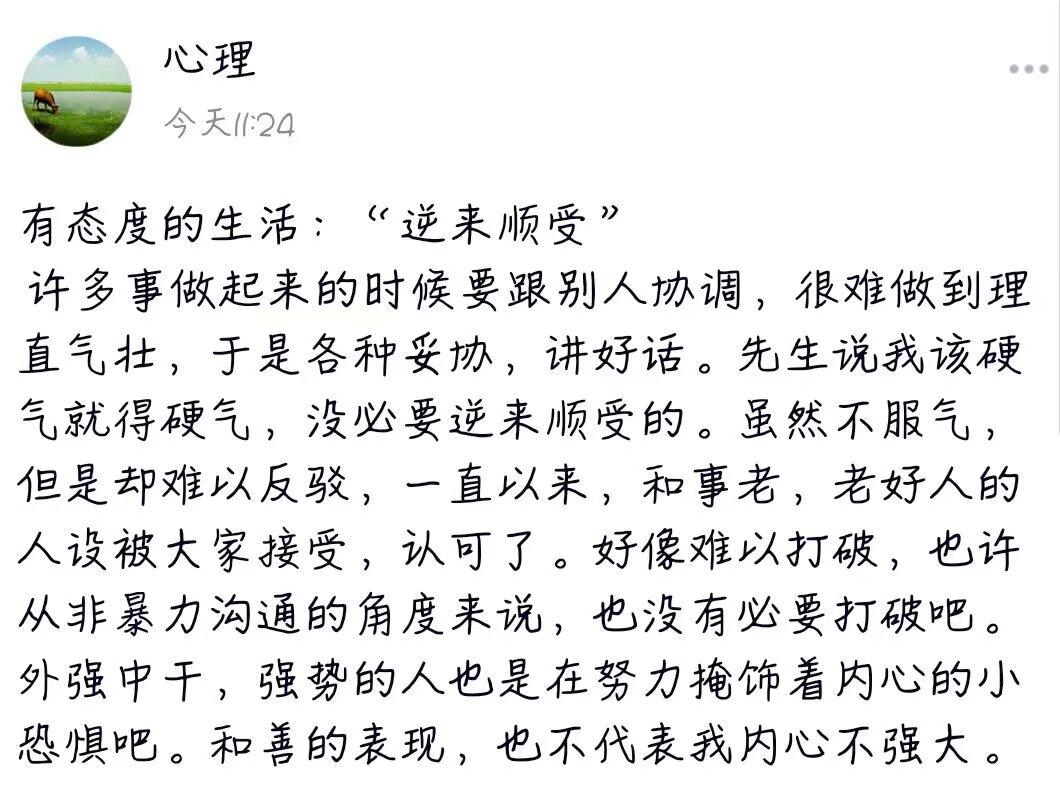 心理
今天11:24
有态度的生活：“逆来顺受”
许多事做起来的时候要跟别人协调，很难做到理
直气壮，于是各种妥协，讲好话。先生说我该硬
气就得硬气，没必要逆来顺受的。虽然不服气，
但是却难以反驳，一直以来，和事老，老好人的
人设被大家接受，认可了。好像难以打破，也许
从非暴力沟通的角度来说，也没有必要打破吧。
外强中干，强势的人也是在努力掩饰着内心的小
恐惧吧。和善的表现，也不代表我内心不强大。